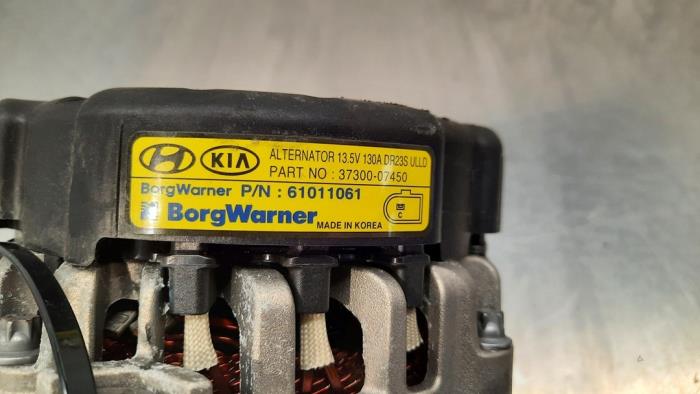 KIA ALTERNATOR 13.5V 130A DR23S ULLD
PART NO : 37300-07450
BorgWarner P/N : 61011061
BorgWarner
MADE IN KOREA
C